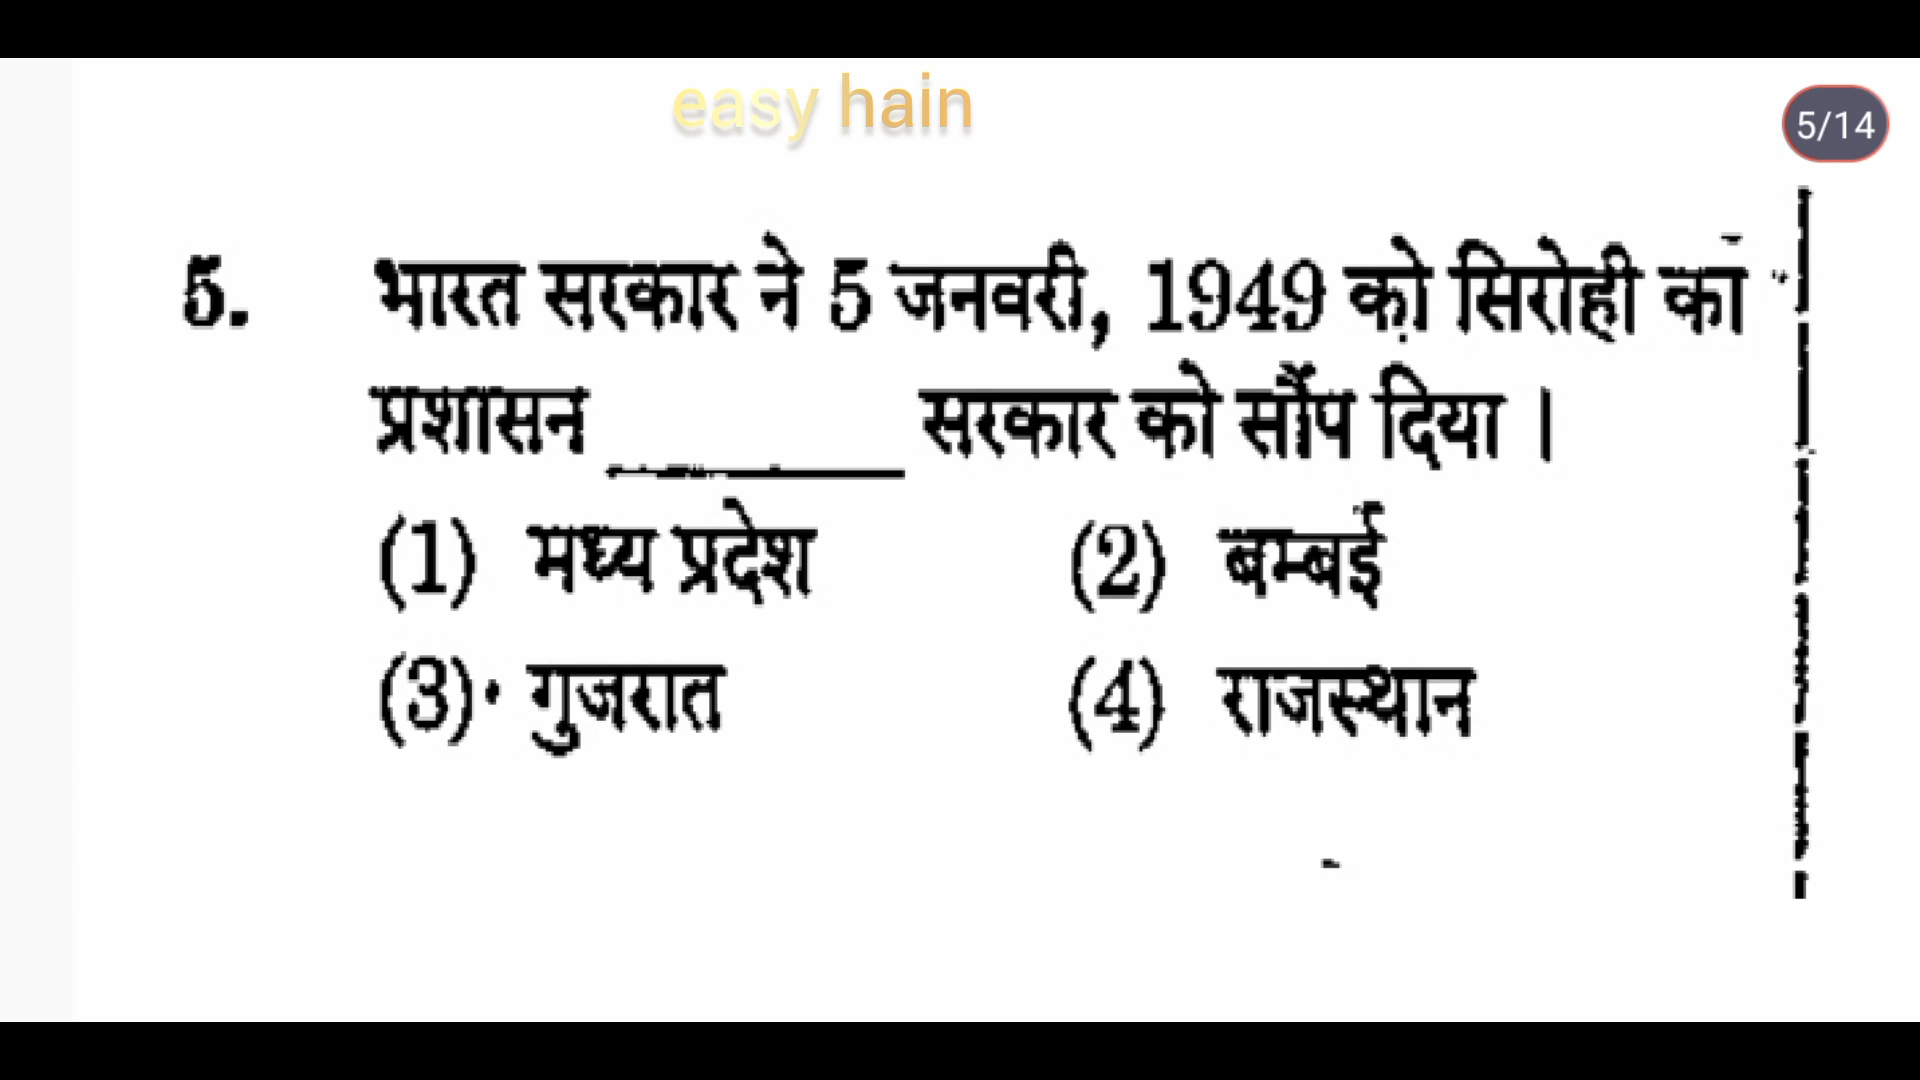 easy hain
5/14
5. भारत सरकार ने 5 जनवरी, 1949 को सिरोही का
प्रशासन ________ सरकार को सौंप दिया ।
(1) मध्य प्रदेश (2) बम्बई
(3) गुजरात (4) राजस्थान